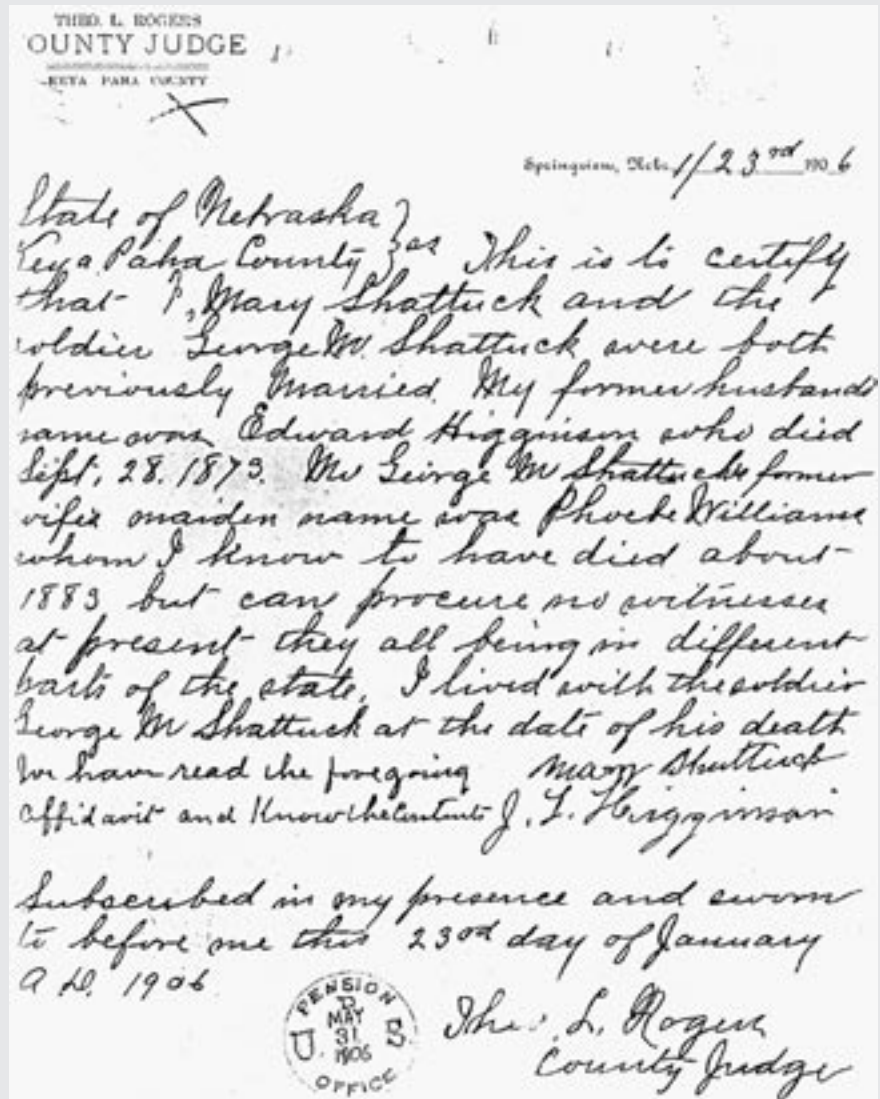 THEO. L. ROGERS
OUNTY JUDGE
KEYA PAHA COUNTY
Springview, Nebr. 1/23rd 1906
State of Nebraska }
Keya Paha County } ss This is to certify
that I, Mary Shattuck and the
soldier George M. Shattuck were both
previously Married. My former husbands
name was Edward Higginson who died
Sept. 28. 1873. Mr George M Shattucks former
wifes maiden name was Phoebe Williams
whom I know to have died about
1883 but can procure no witnesses
at present they all being in different
parts of the state. I lived with the soldier
George M Shattuck at the date of his death
We have read the foregoing Mary Shattuck
affidavit and Know the Contents J. L. Higginson
Subscribed in my presence and sworn
to before me this 23rd day of January
A.D. 1906
U.S. PENSION OFFICE
MAY
31
1906
Theo. L. Rogers
County Judge